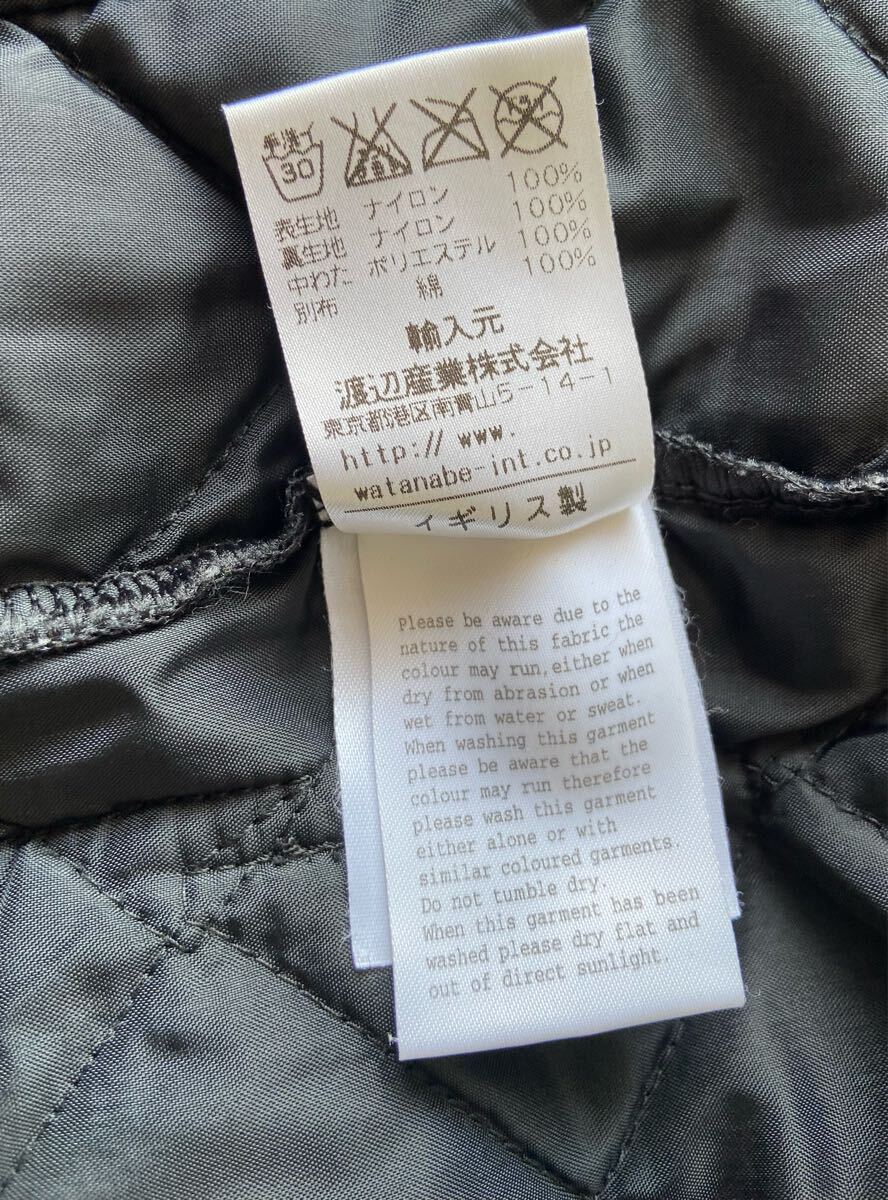 手洗イ
30
表生地 ナイロン 100%
裏生地 ナイロン 100%
中わた ポリエステル 100%
別布 綿 100%
輸入元
渡辺産業株式会社
東京都港区南青山5-14-1
http://www.
watanabe-int.co.jp
イギリス製
Please be aware due to the
nature of this fabric the
colour may run,either when
dry from abrasion or when
wet from water or sweat.
When washing this garment
please be aware that the
colour may run therefore
please wash this garment
either alone or with
similar coloured garments.
Do not tumble dry.
When this garment has been
washed please dry flat and
out of direct sunlight.